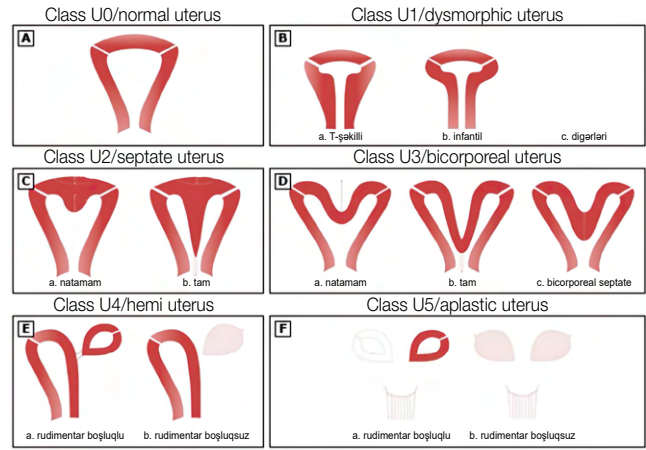 Class U0/normal uterus
Class U1/dysmorphic uterus
A
B
a. T-şəkilli
b. infantil
c. digərləri
Class U2/septate uterus
Class U3/bicorporeal uterus
C
D
a. natamam
b. tam
a. natamam
b. tam
c. bicorporeal septate
Class U4/hemi uterus
Class U5/aplastic uterus
E
F
a. rudimentar boşluqlu
b. rudimentar boşluqsuz
a. rudimentar boşluqlu
b. rudimentar boşluqsuz